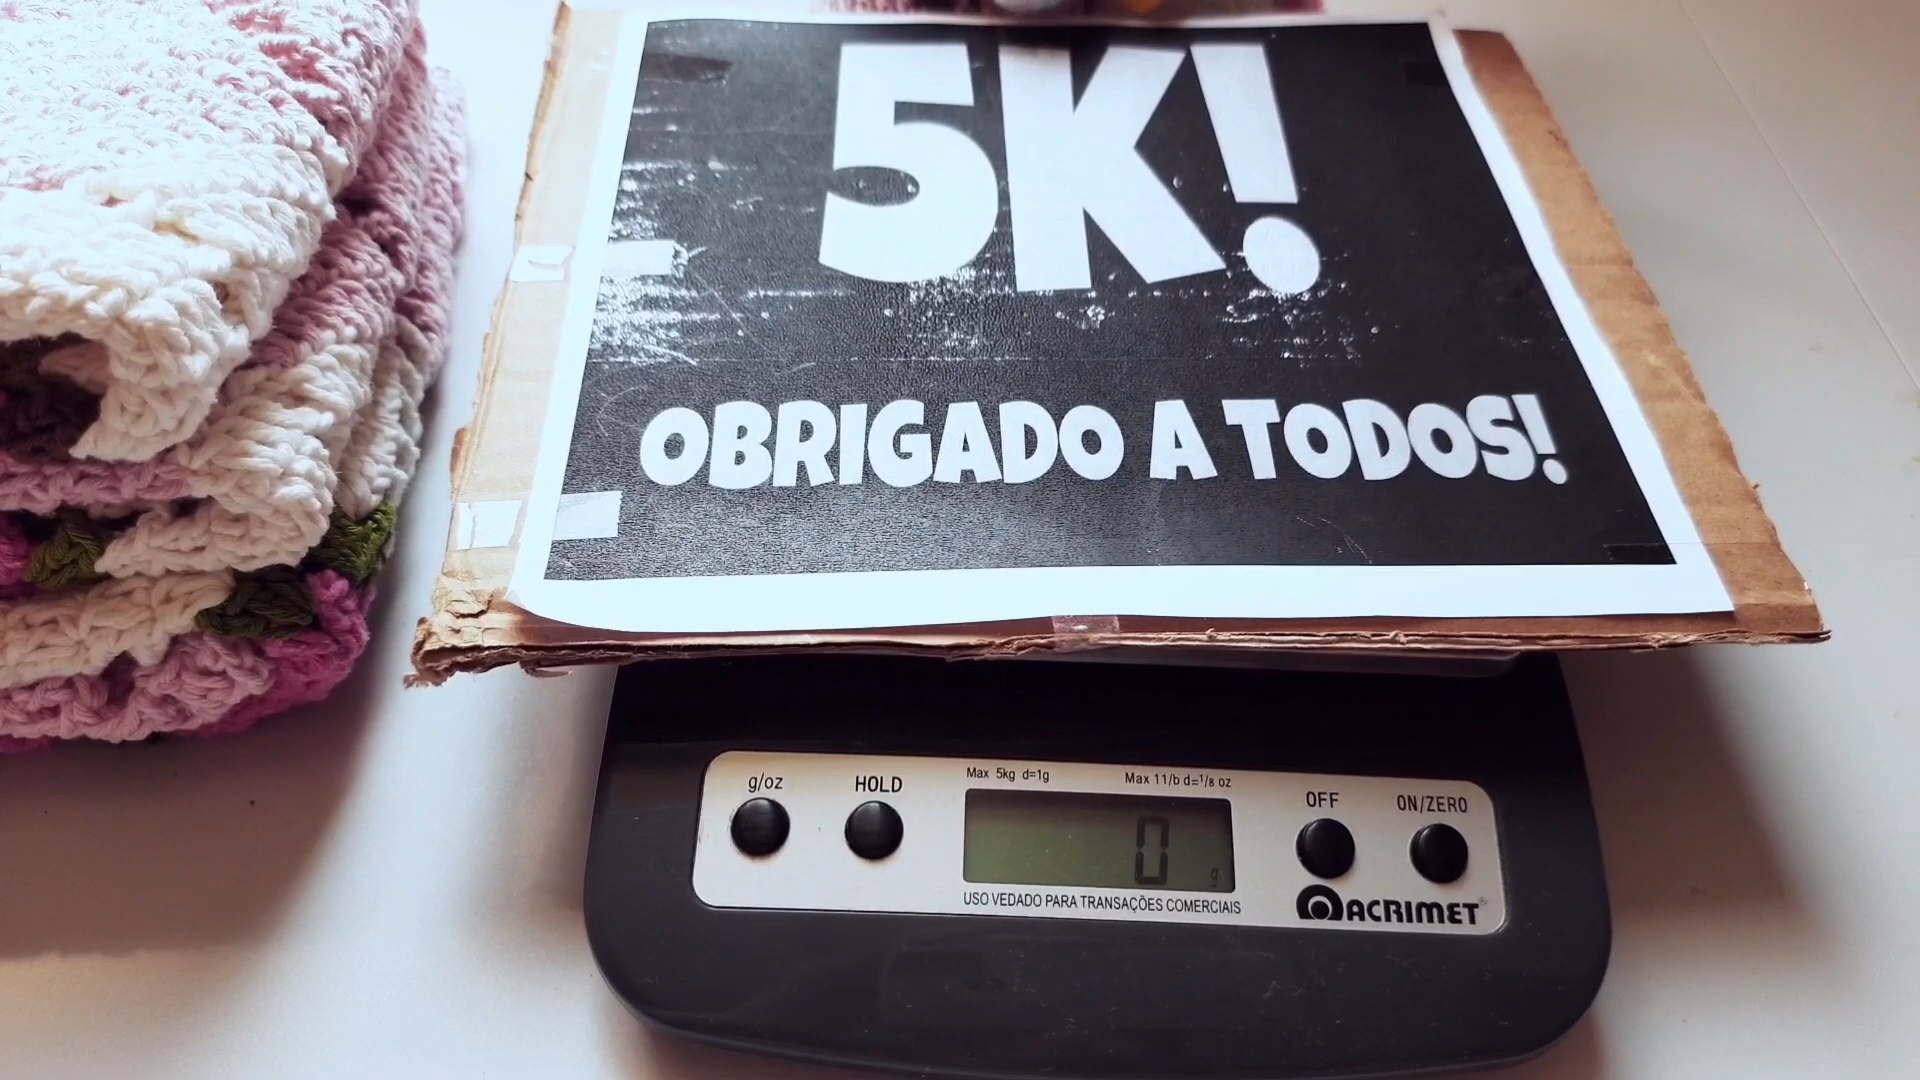 5K!
OBRIGADO A TODOS!
g/oz
HOLD
Max 5kg d=1g
Max 11/b d=1/8 oz
OFF
ON/ZERO
0 g
USO VEDADO PARA TRANSAÇÕES COMERCIAIS
ACRIMET®